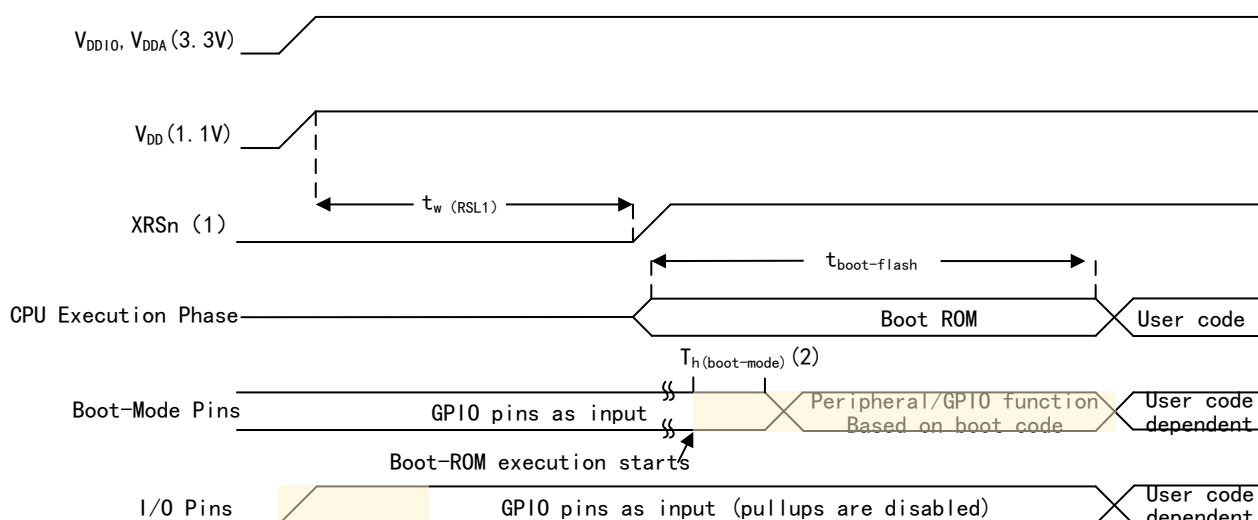 V_DDIO, V_DDA (3.3V)
V_DD (1.1V)
t_w (RSL1)
XRSn (1)
t_boot-flash
CPU Execution Phase
Boot ROM
User code
T_h(boot-mode) (2)
Boot-Mode Pins
GPIO pins as input
Peripheral/GPIO function
Based on boot code
User code
dependent
Boot-ROM execution starts
I/O Pins
GPIO pins as input (pullups are disabled)
User code
dependent